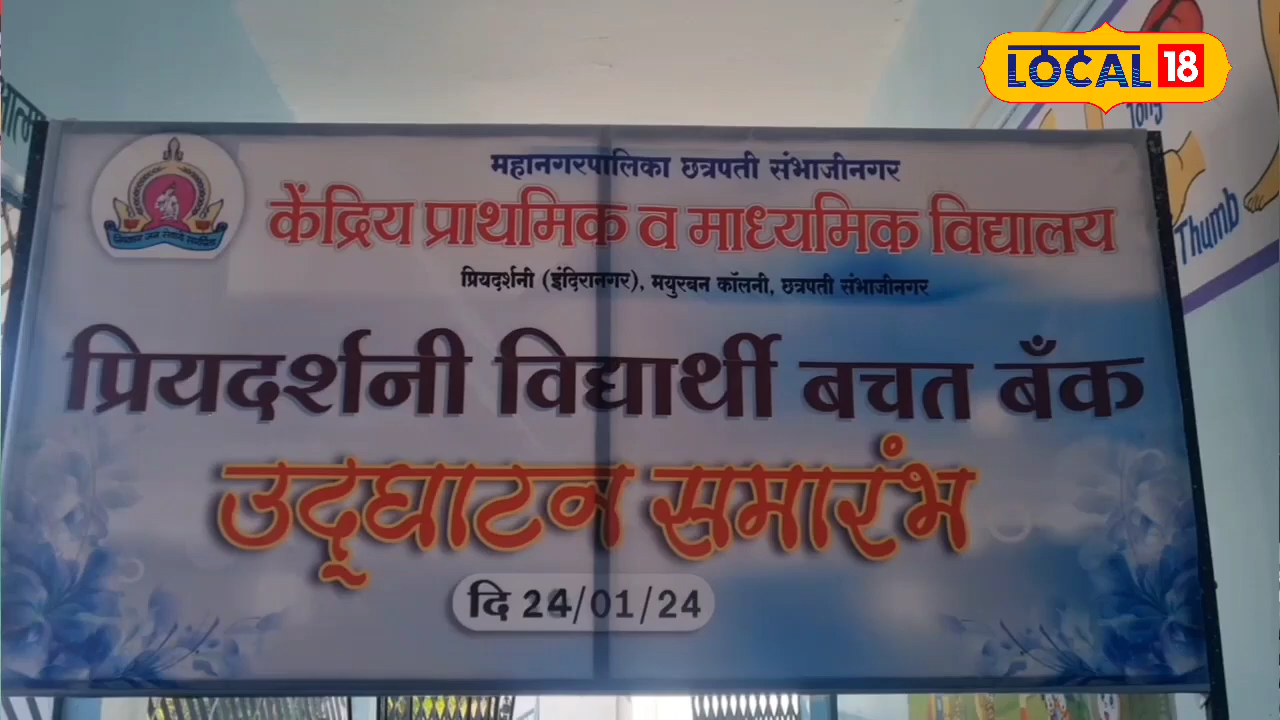 LOCAL 18
महानगरपालिका छत्रपती संभाजीनगर
केंद्रिय प्राथमिक व माध्यमिक विद्यालय
प्रियदर्शनी (इंदिरानगर), मयुरबन कॉलनी, छत्रपती संभाजीनगर
प्रियदर्शनी विद्यार्थी बचत बँक
उद्घाटन समारंभ
दि 24/01/24
Thumb